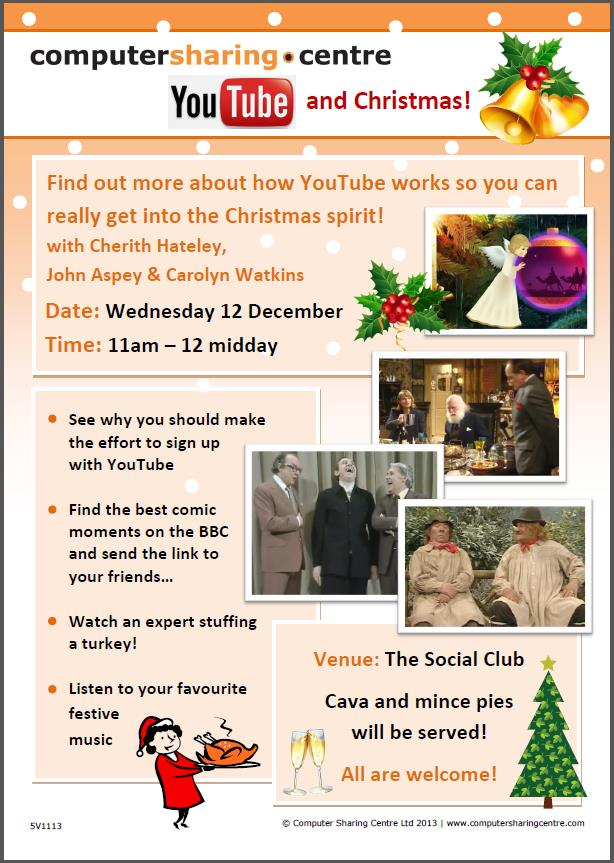 computersharing•centre
YouTube and Christmas!
Find out more about how YouTube works so you can
really get into the Christmas spirit!
with Cherith Hateley,
John Aspey & Carolyn Watkins
Date: Wednesday 12 December
Time: 11am – 12 midday
• See why you should make
the effort to sign up
with YouTube
• Find the best comic
moments on the BBC
and send the link to
your friends…
• Watch an expert stuffing
a turkey!
• Listen to your favourite
festive
music
Venue: The Social Club
Cava and mince pies
will be served!
All are welcome!
5V1113
© Computer Sharing Centre Ltd 2013 | www.computersharingcentre.com